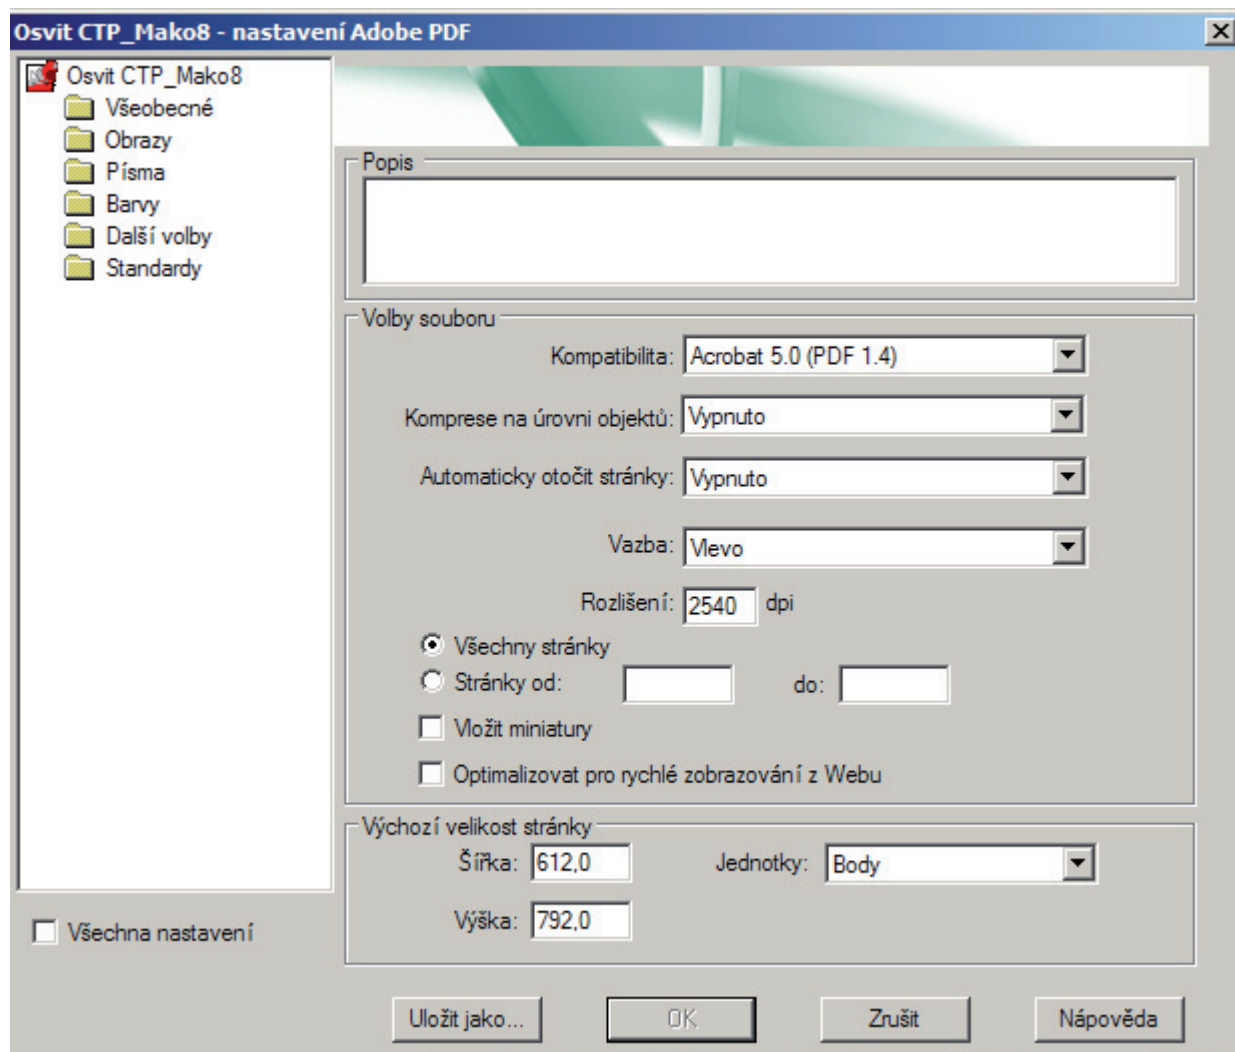 Osvit CTP_Mako8 - nastavení Adobe PDF
Osvit CTP_Mako8
Všeobecné
Obrazy
Písma
Barvy
Další volby
Standardy
Všechna nastavení
Popis
Volby souboru
Kompatibilita: Acrobat 5.0 (PDF 1.4)
Komprese na úrovni objektů: Vypnuto
Automaticky otočit stránky: Vypnuto
Vazba: Vlevo
Rozlišení: 2540 dpi
Všechny stránky
Stránky od: do:
Vložit miniatury
Optimalizovat pro rychlé zobrazování z Webu
Výchozí velikost stránky
Šířka: 612,0 Jednotky: Body
Výška: 792,0
Uložit jako... OK Zrušit Nápověda